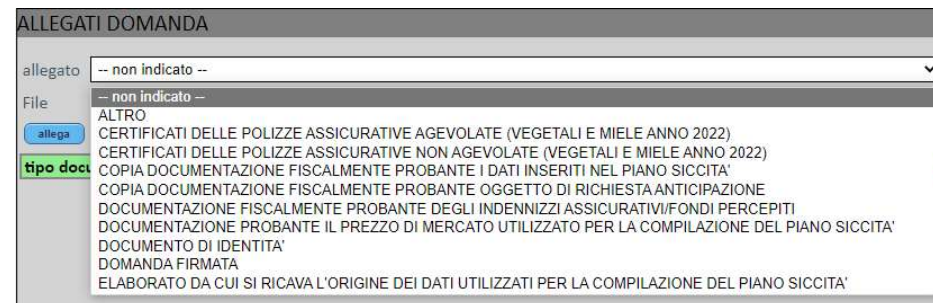 ALLEGATI DOMANDA
allegato -- non indicato --
File
-- non indicato --
ALTRO
CERTIFICATI DELLE POLIZZE ASSICURATIVE AGEVOLATE (VEGETALI E MIELE ANNO 2022)
CERTIFICATI DELLE POLIZZE ASSICURATIVE NON AGEVOLATE (VEGETALI E MIELE ANNO 2022)
COPIA DOCUMENTAZIONE FISCALMENTE PROBANTE I DATI INSERITI NEL PIANO SICCITA'
COPIA DOCUMENTAZIONE FISCALMENTE PROBANTE OGGETTO DI RICHIESTA ANTICIPAZIONE
DOCUMENTAZIONE FISCALMENTE PROBANTE DEGLI INDENNIZZI ASSICURATIVI/FONDI PERCEPITI
DOCUMENTAZIONE PROBANTE IL PREZZO DI MERCATO UTILIZZATO PER LA COMPILAZIONE DEL PIANO SICCITA'
DOCUMENTO DI IDENTITA'
DOMANDA FIRMATA
ELABORATO DA CUI SI RICAVA L'ORIGINE DEI DATI UTILIZZATI PER LA COMPILAZIONE DEL PIANO SICCITA'
allega
tipo docu